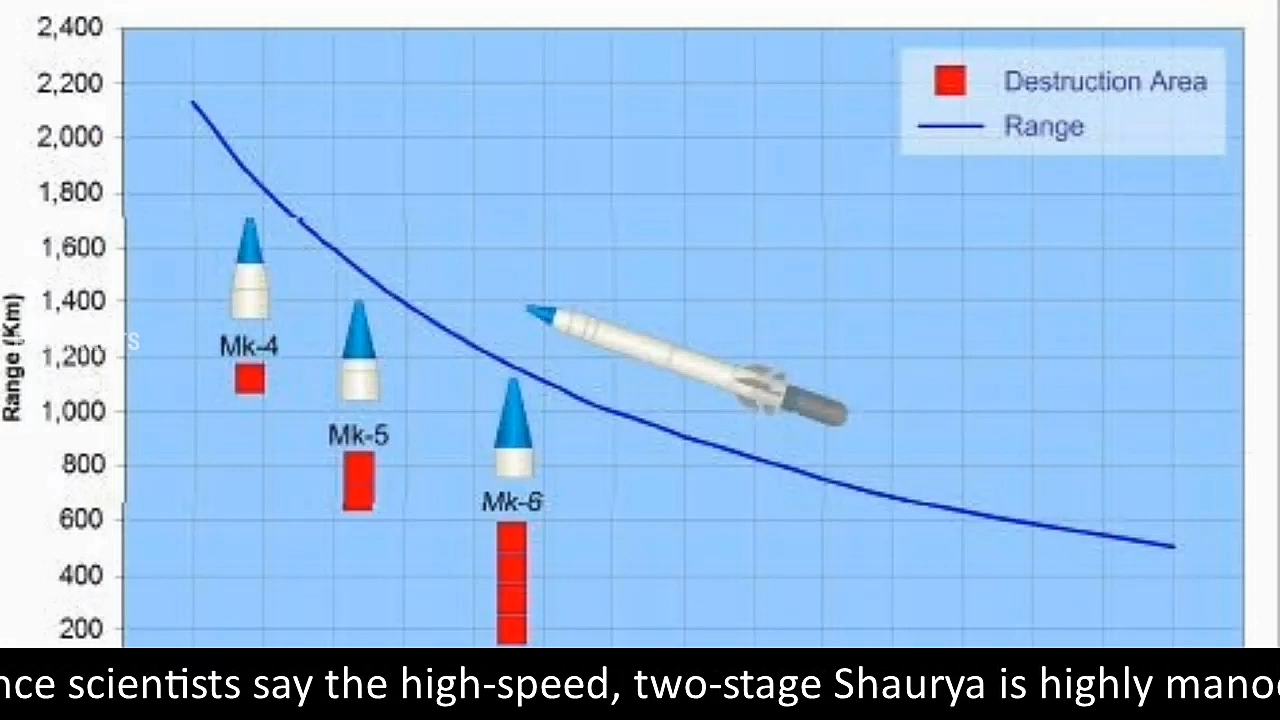 2,400
2,200
2,000
1,800
1,600
1,400
1,200
1,000
800
600
400
200
Range (Km)
Destruction Area
Range
Mk-4
Mk-5
Mk-6
scientists say the high-speed, two-stage Shaurya is highly